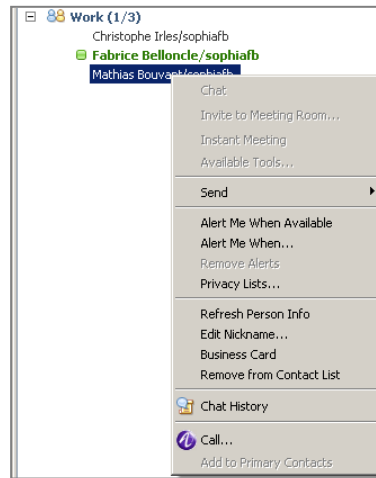 Work (1/3)
Christophe Irles/sophiafb
Fabrice Belloncle/sophiafb
Mathias Bouvant/sophiafb
Chat
Invite to Meeting Room...
Instant Meeting
Available Tools...
Send
Alert Me When Available
Alert Me When...
Remove Alerts
Privacy Lists...
Refresh Person Info
Edit Nickname...
Business Card
Remove from Contact List
Chat History
Call...
Add to Primary Contacts